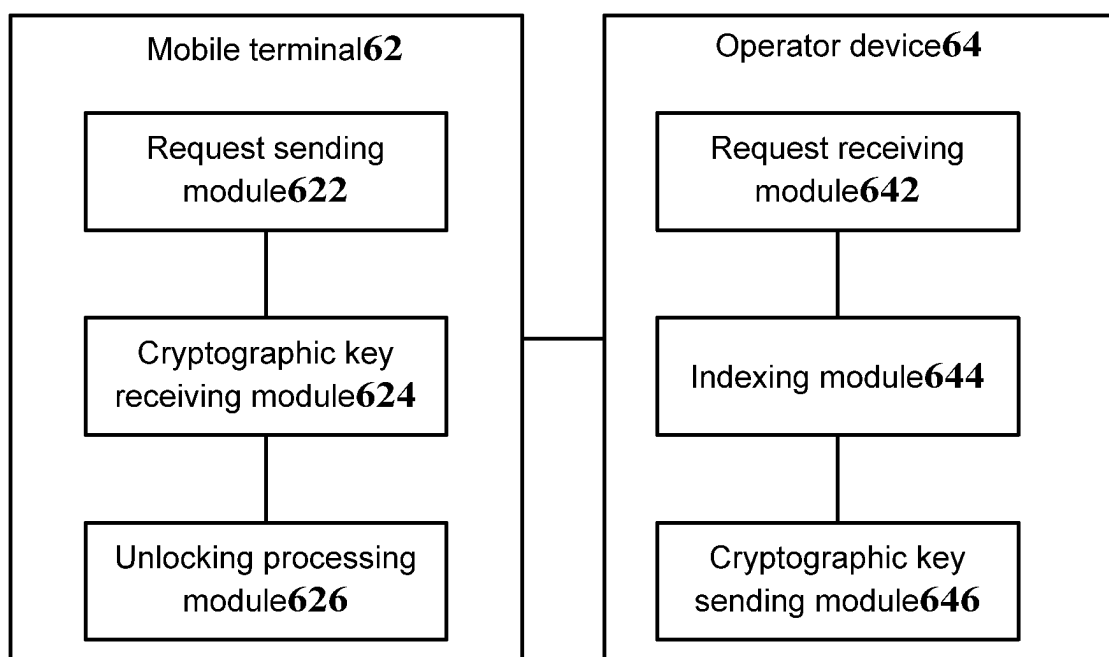 Mobile terminal62
Request sending
module622
Cryptographic key
receiving module624
Unlocking processing
module626
Operator device64
Request receiving
module642
Indexing module644
Cryptographic key
sending module646